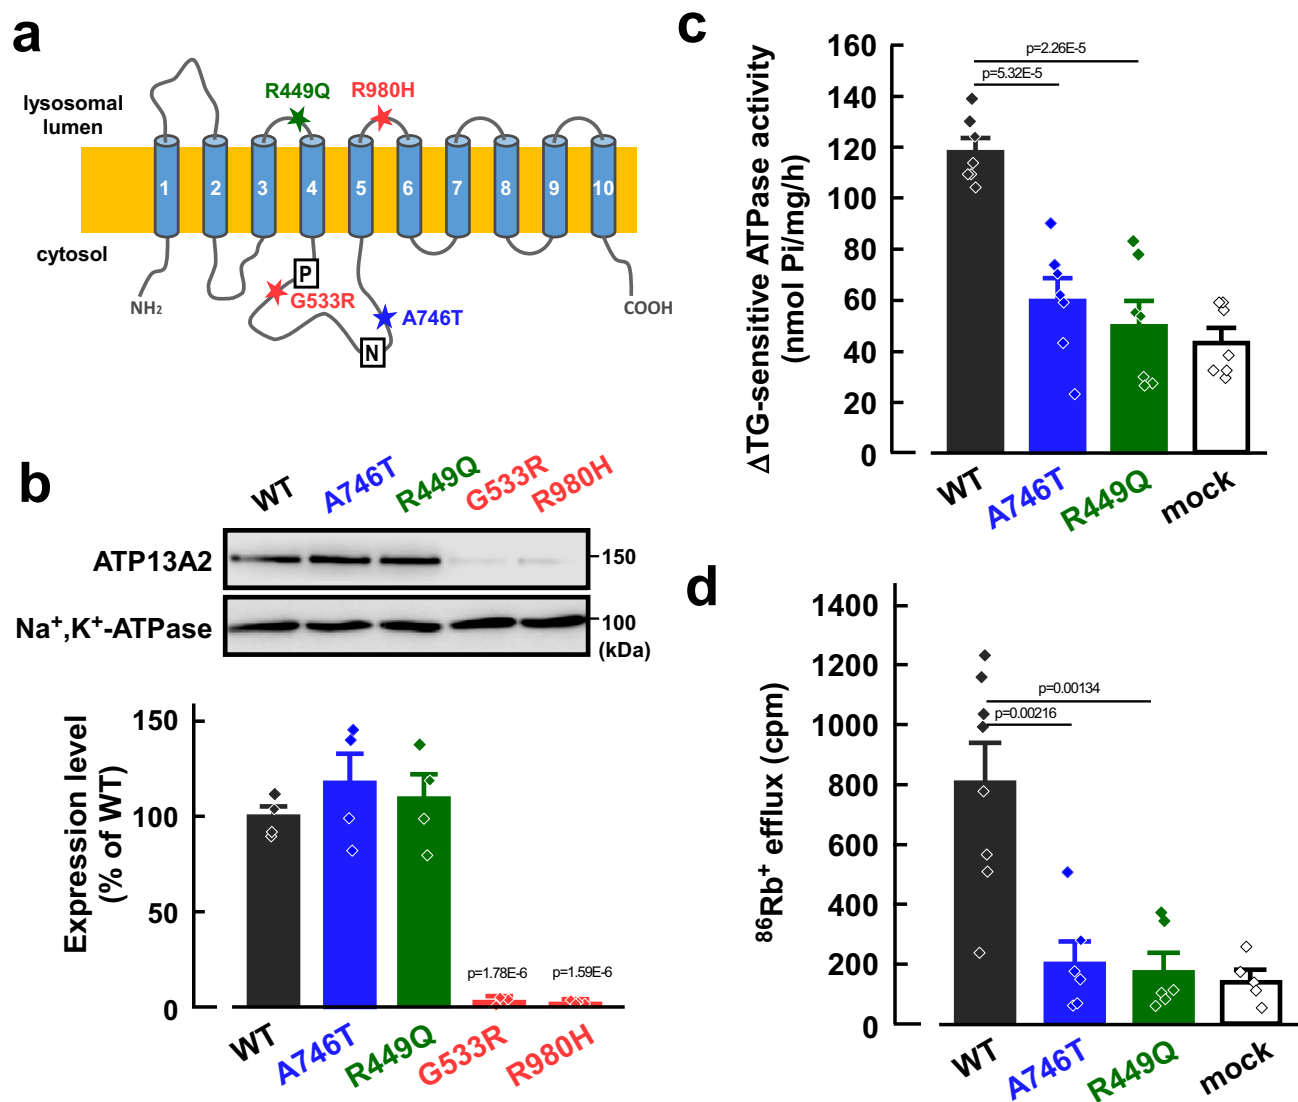 a
lysosomal
lumen
R449Q
R980H
1
2
3
4
5
6
7
8
9
10
cytosol
P
G533R
A746T
N
NH2
COOH
b
WT
A746T
R449Q
G533R
R980H
ATP13A2
150
Na+,K+-ATPase
100
(kDa)
Expression level
(% of WT)
150
100
50
0
p=1.78E-6
p=1.59E-6
WT
A746T
R449Q
G533R
R980H
c
ΔTG-sensitive ATPase activity
(nmol Pi/mg/h)
160
140
120
100
80
60
40
20
0
p=2.26E-5
p=5.32E-5
WT
A746T
R449Q
mock
d
86Rb+ efflux (cpm)
1400
1200
1000
800
600
400
200
0
p=0.00134
p=0.00216
WT
A746T
R449Q
mock